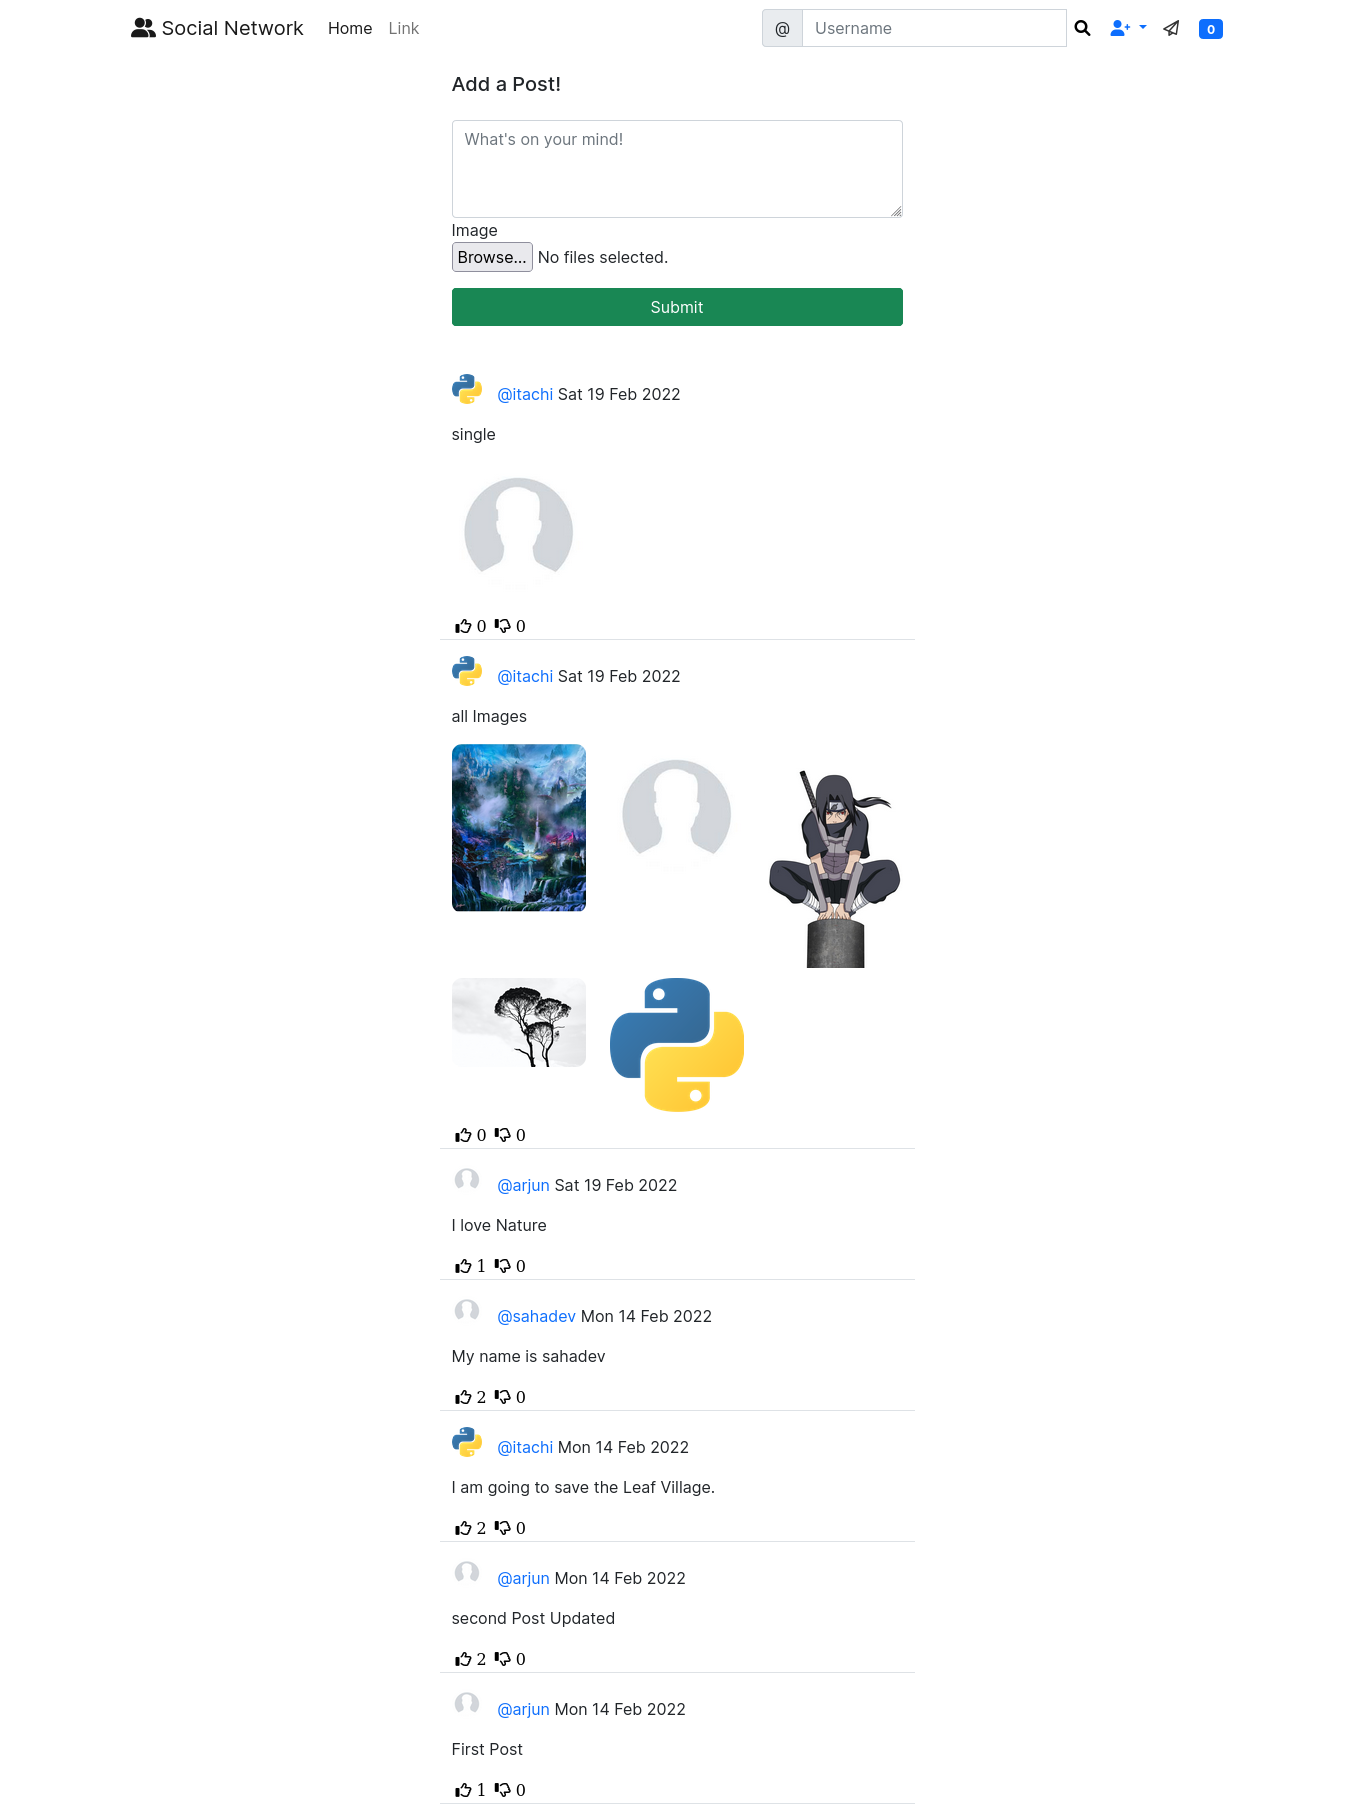 Social Network Home Link @ Username 0
Add a Post!
What's on your mind!
Image
Browse... No files selected.
Submit
@itachi Sat 19 Feb 2022
single
0 0
@itachi Sat 19 Feb 2022
all Images
0 0
@arjun Sat 19 Feb 2022
I love Nature
1 0
@sahadev Mon 14 Feb 2022
My name is sahadev
2 0
@itachi Mon 14 Feb 2022
I am going to save the Leaf Village.
2 0
@arjun Mon 14 Feb 2022
second Post Updated
2 0
@arjun Mon 14 Feb 2022
First Post
1 0